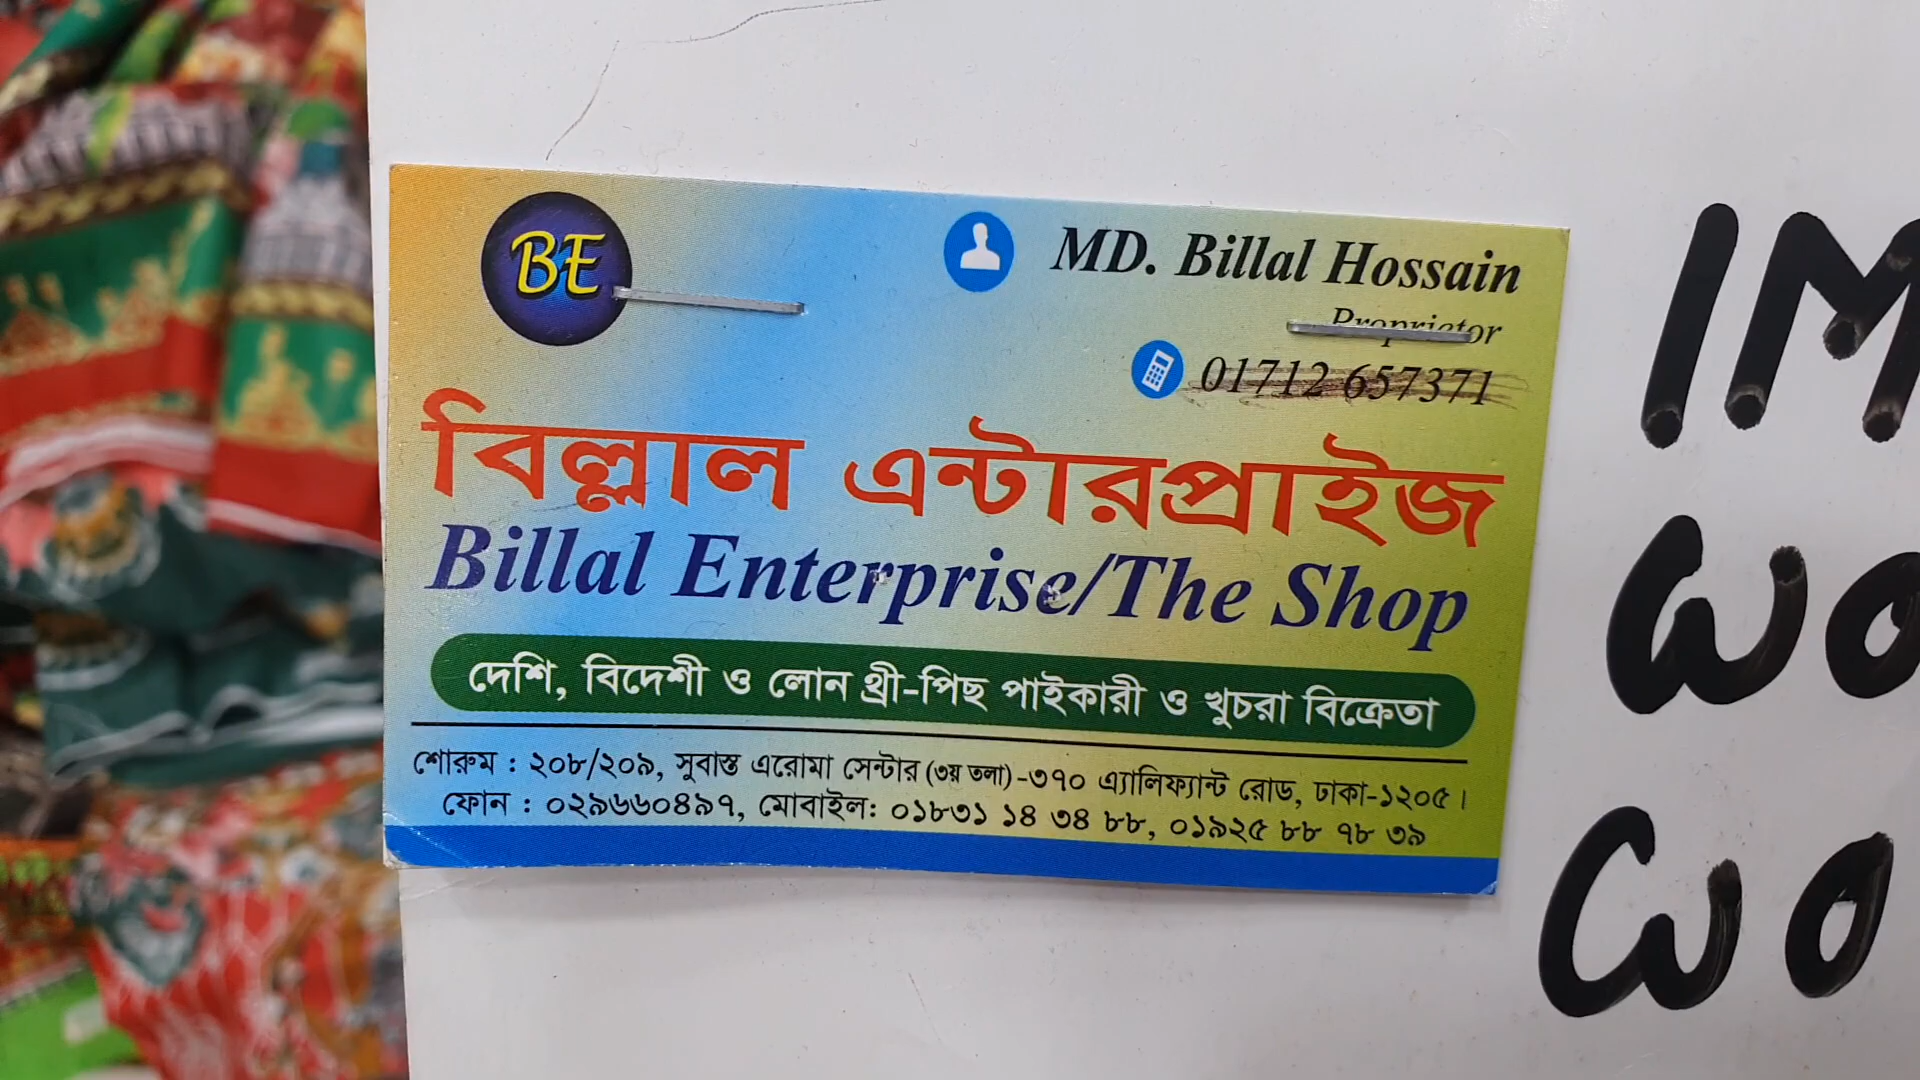 BE
MD. Billal Hossain
Proprietor
01712 657371
বিল্লাল এন্টারপ্রাইজ
Billal Enterprise/The Shop
দেশি, বিদেশী ও লোন থ্রী-পিছ পাইকারী ও খুচরা বিক্রেতা
শোরুম : ২০৮/২০৯, সুবাস্ত এরোমা সেন্টার (৩য় তলা)-৩৭০ এ্যালিফ্যান্ট রোড, ঢাকা-১২০৫।
ফোন : ০২৯৬৬০৪৯৭, মোবাইল: ০১৮৩১ ১৪ ৩৪ ৮৮, ০১৯২৫ ৮৮ ৭৮ ৩৯